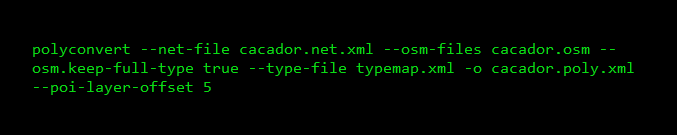 polyconvert --net-file cacador.net.xml --osm-files cacador.osm --
osm.keep-full-type true --type-file typemap.xml -o cacador.poly.xml
--poi-layer-offset 5